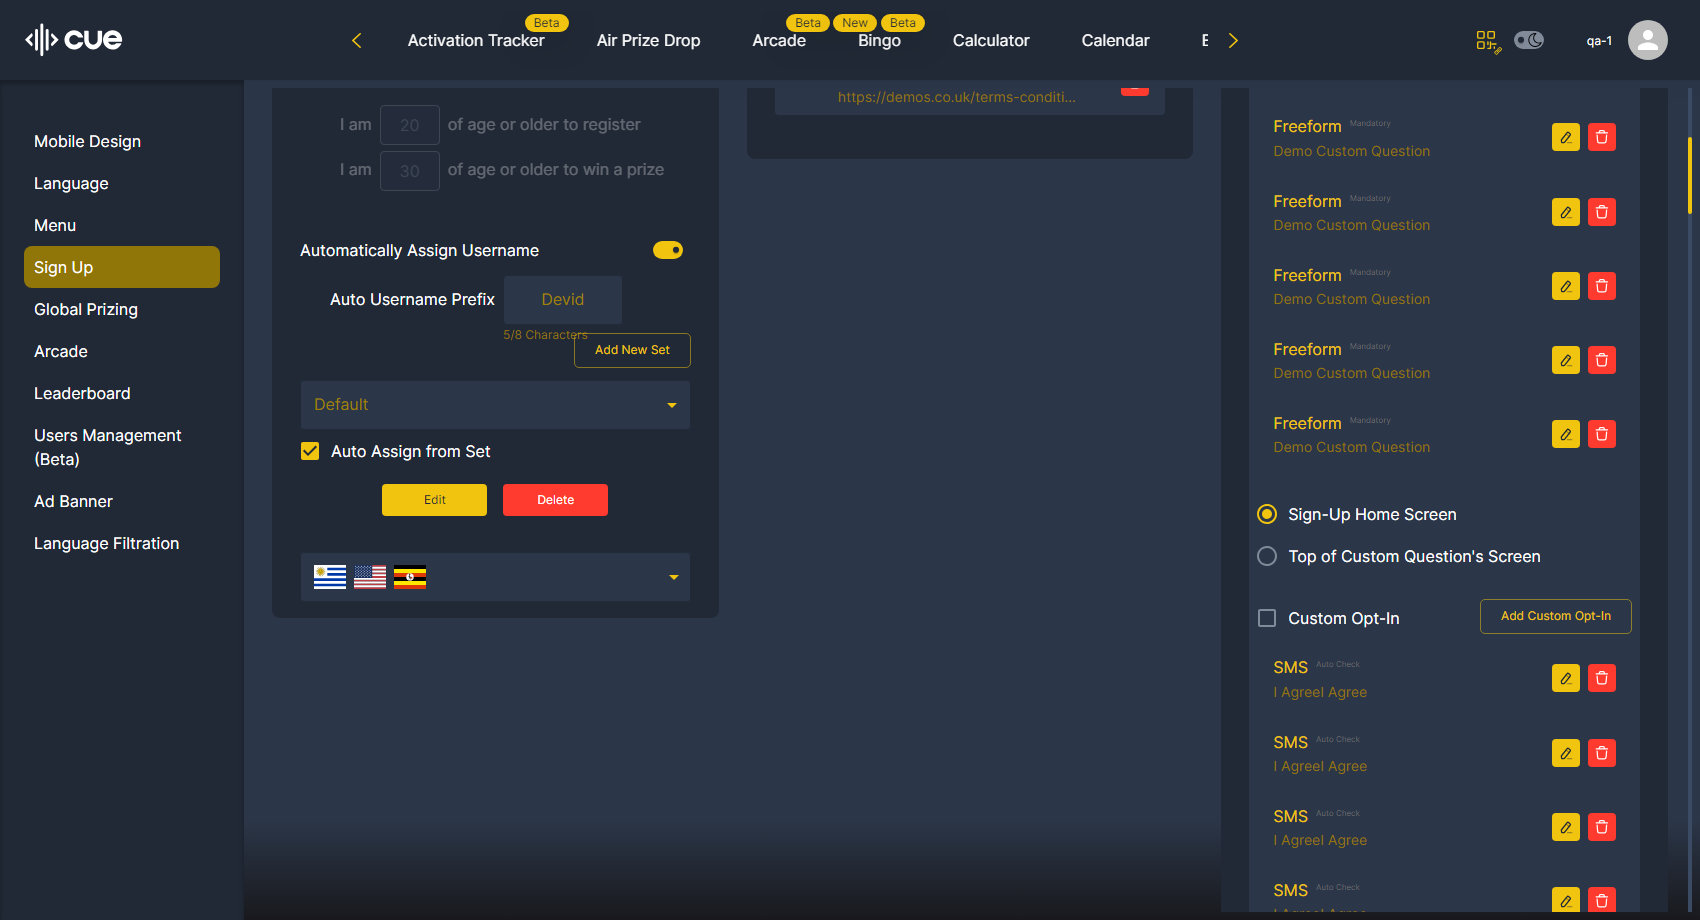 cue
Activation Tracker
Beta
Air Prize Drop
Arcade
Beta
New
Bingo
Beta
Calculator
Calendar
qa-1
Mobile Design
Language
Menu
Sign Up
Global Prizing
Arcade
Leaderboard
Users Management
(Beta)
Ad Banner
Language Filtration
I am 20 of age or older to register
I am 30 of age or older to win a prize
Automatically Assign Username
Auto Username Prefix Devid
5/8 Characters
Add New Set
Default
Auto Assign from Set
Edit Delete
https://demos.co.uk/terms-conditi...
Freeform Mandatory
Demo Custom Question
Freeform Mandatory
Demo Custom Question
Freeform Mandatory
Demo Custom Question
Freeform Mandatory
Demo Custom Question
Freeform Mandatory
Demo Custom Question
Sign-Up Home Screen
Top of Custom Question's Screen
Custom Opt-In Add Custom Opt-In
SMS Auto Check
I AgreeI Agree
SMS Auto Check
I AgreeI Agree
SMS Auto Check
I AgreeI Agree
SMS Auto Check